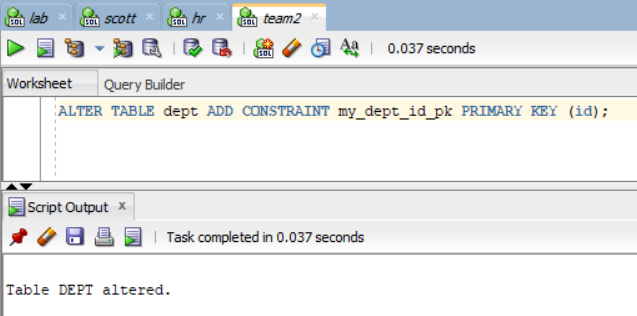 lab scott hr team2
0.037 seconds
Worksheet Query Builder
ALTER TABLE dept ADD CONSTRAINT my_dept_id_pk PRIMARY KEY (id);
Script Output x
Task completed in 0.037 seconds
Table DEPT altered.